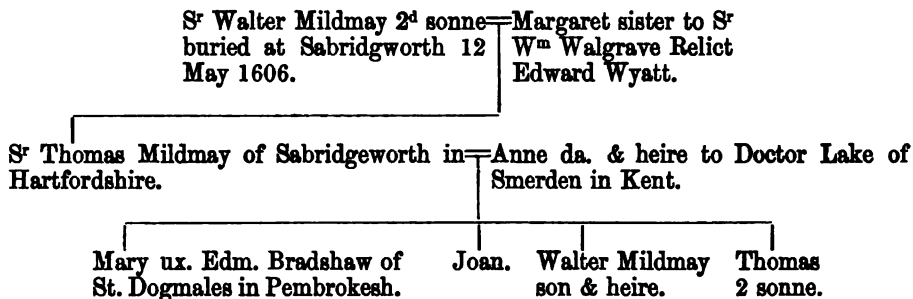 Sʳ Walter Mildmay 2ᵈ sonne
buried at Sabridgworth 12
May 1606.
Margaret sister to Sʳ
Wᵐ Walgrave Relict
Edward Wyatt.
Sʳ Thomas Mildmay of Sabridgeworth in
Hartfordshire.
Anne da. & heire to Doctor Lake of
Smerden in Kent.
Mary ux. Edm. Bradshaw of
St. Dogmales in Pembrokesh.
Joan.
Walter Mildmay
son & heire.
Thomas
2 sonne.